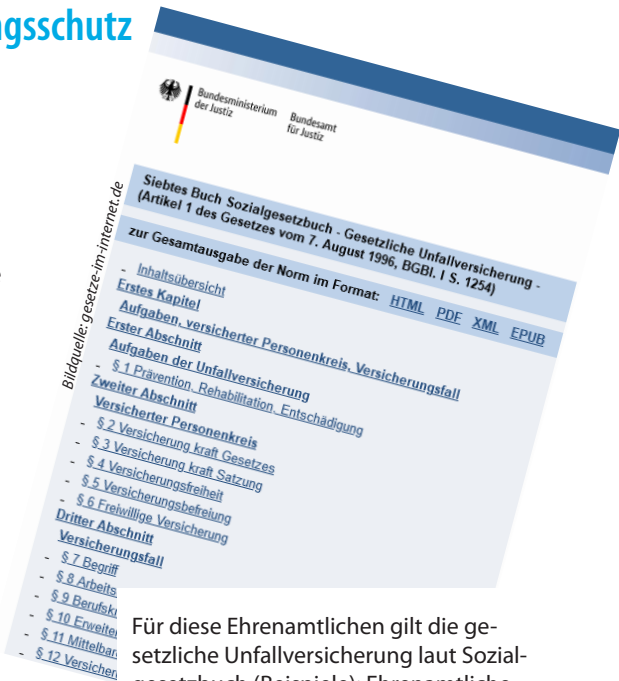 ngsschutz
Bundesministerium
der Justiz
Bundesamt
für Justiz
Bildquelle: gesetze-im-internet.de
Siebtes Buch Sozialgesetzbuch - Gesetzliche Unfallversicherung -
(Artikel 1 des Gesetzes vom 7. August 1996, BGBl. I S. 1254)
zur Gesamtausgabe der Norm im Format: HTML PDF XML EPUB
- Inhaltsübersicht
Erstes Kapitel
Aufgaben, versicherter Personenkreis, Versicherungsfall
Erster Abschnitt
Aufgaben der Unfallversicherung
- § 1 Prävention, Rehabilitation, Entschädigung
Zweiter Abschnitt
Versicherter Personenkreis
- § 2 Versicherung kraft Gesetzes
- § 3 Versicherung kraft Satzung
- § 4 Versicherungsfreiheit
- § 5 Versicherungsbefreiung
- § 6 Freiwillige Versicherung
Dritter Abschnitt
Versicherungsfall
- § 7 Begriff
- § 8 Arbeits
- § 9 Berufskr
- § 10 Erweiter
- § 11 Mittelbar
- § 12 Versicher
Für diese Ehrenamtlichen gilt die ge-
setzliche Unfallversicherung laut Sozial-
gesetzbuch (Beispiele): Ehrenamtliche